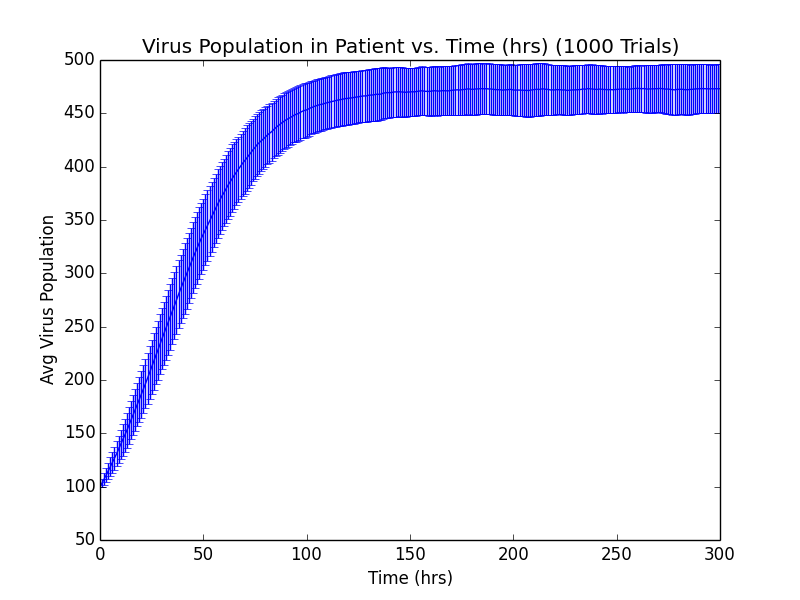 Virus Population in Patient vs. Time (hrs) (1000 Trials)
500
450
400
350
300
250
200
150
100
50
Avg Virus Population
0 50 100 150 200 250 300
Time (hrs)